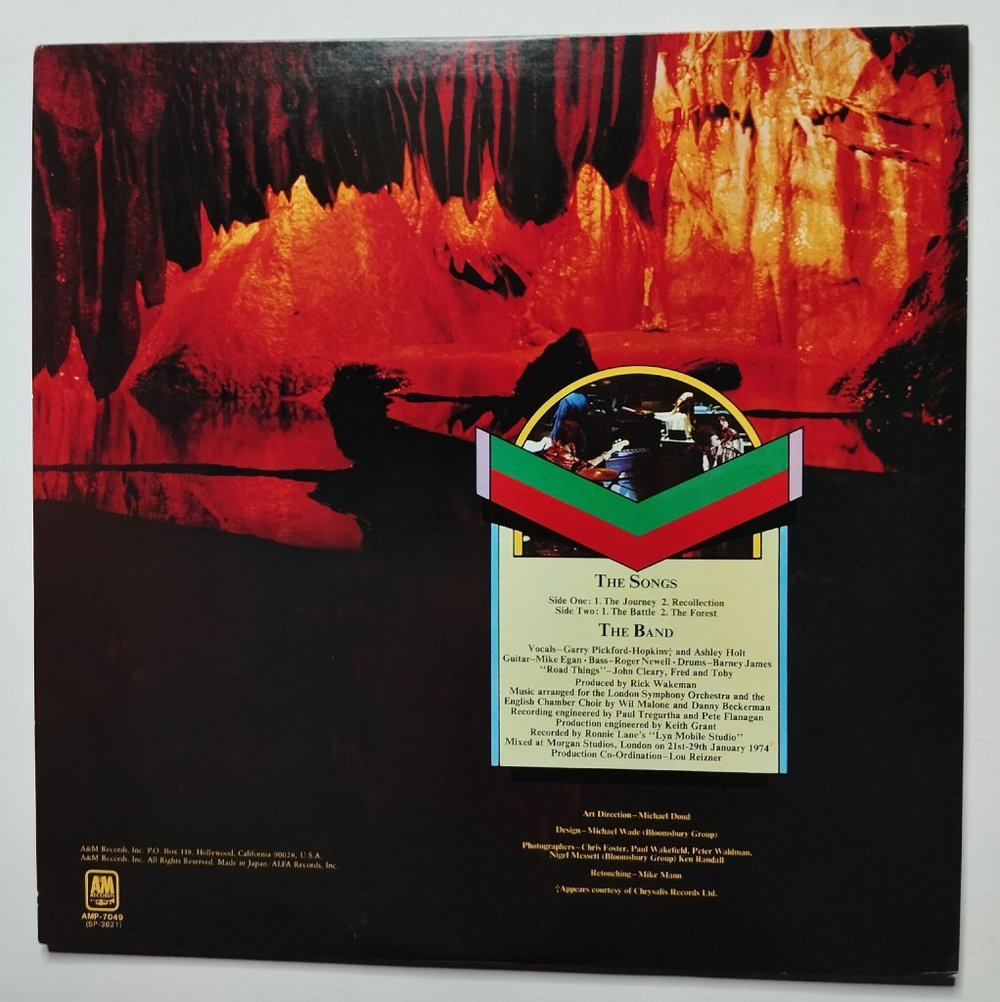 THE SONGS
Side One: 1. The Journey 2. Recollection
Side Two: 1. The Battle 2. The Forest
THE BAND
Vocals–Garry Pickford-Hopkins‡ and Ashley Holt
Guitar–Mike Egan • Bass–Roger Newell • Drums–Barney James
"Road Things"–John Cleary, Fred and Toby
Produced by Rick Wakeman
Music arranged for the London Symphony Orchestra and the
English Chamber Choir by Wil Malone and Danny Beckerman
Recording engineered by Paul Tregurtha and Pete Flanagan
Production engineered by Keith Grant
Recorded by Ronnie Lane's "Lyn Mobile Studio"
Mixed at Morgan Studios, London on 21st-29th January 1974
Production Co-Ordination–Lou Reizner
Art Direction–Michael Doud
Design–Michael Wade (Bloomsbury Group)
Photographers–Chris Foster, Paul Wakefield, Peter Waldman,
Nigel Messett (Bloomsbury Group) Ken Randall
Retouching–Mike Mann
‡Appears courtesy of Chrysalis Records Ltd.
A&M Records, Inc. P.O. Box 118, Hollywood, California 90028, U.S.A.
A&M Records, Inc. All Rights Reserved. Made in Japan/ALFA Records, Inc.
AM
RECORDS
AMP-7049
(SP-3621)